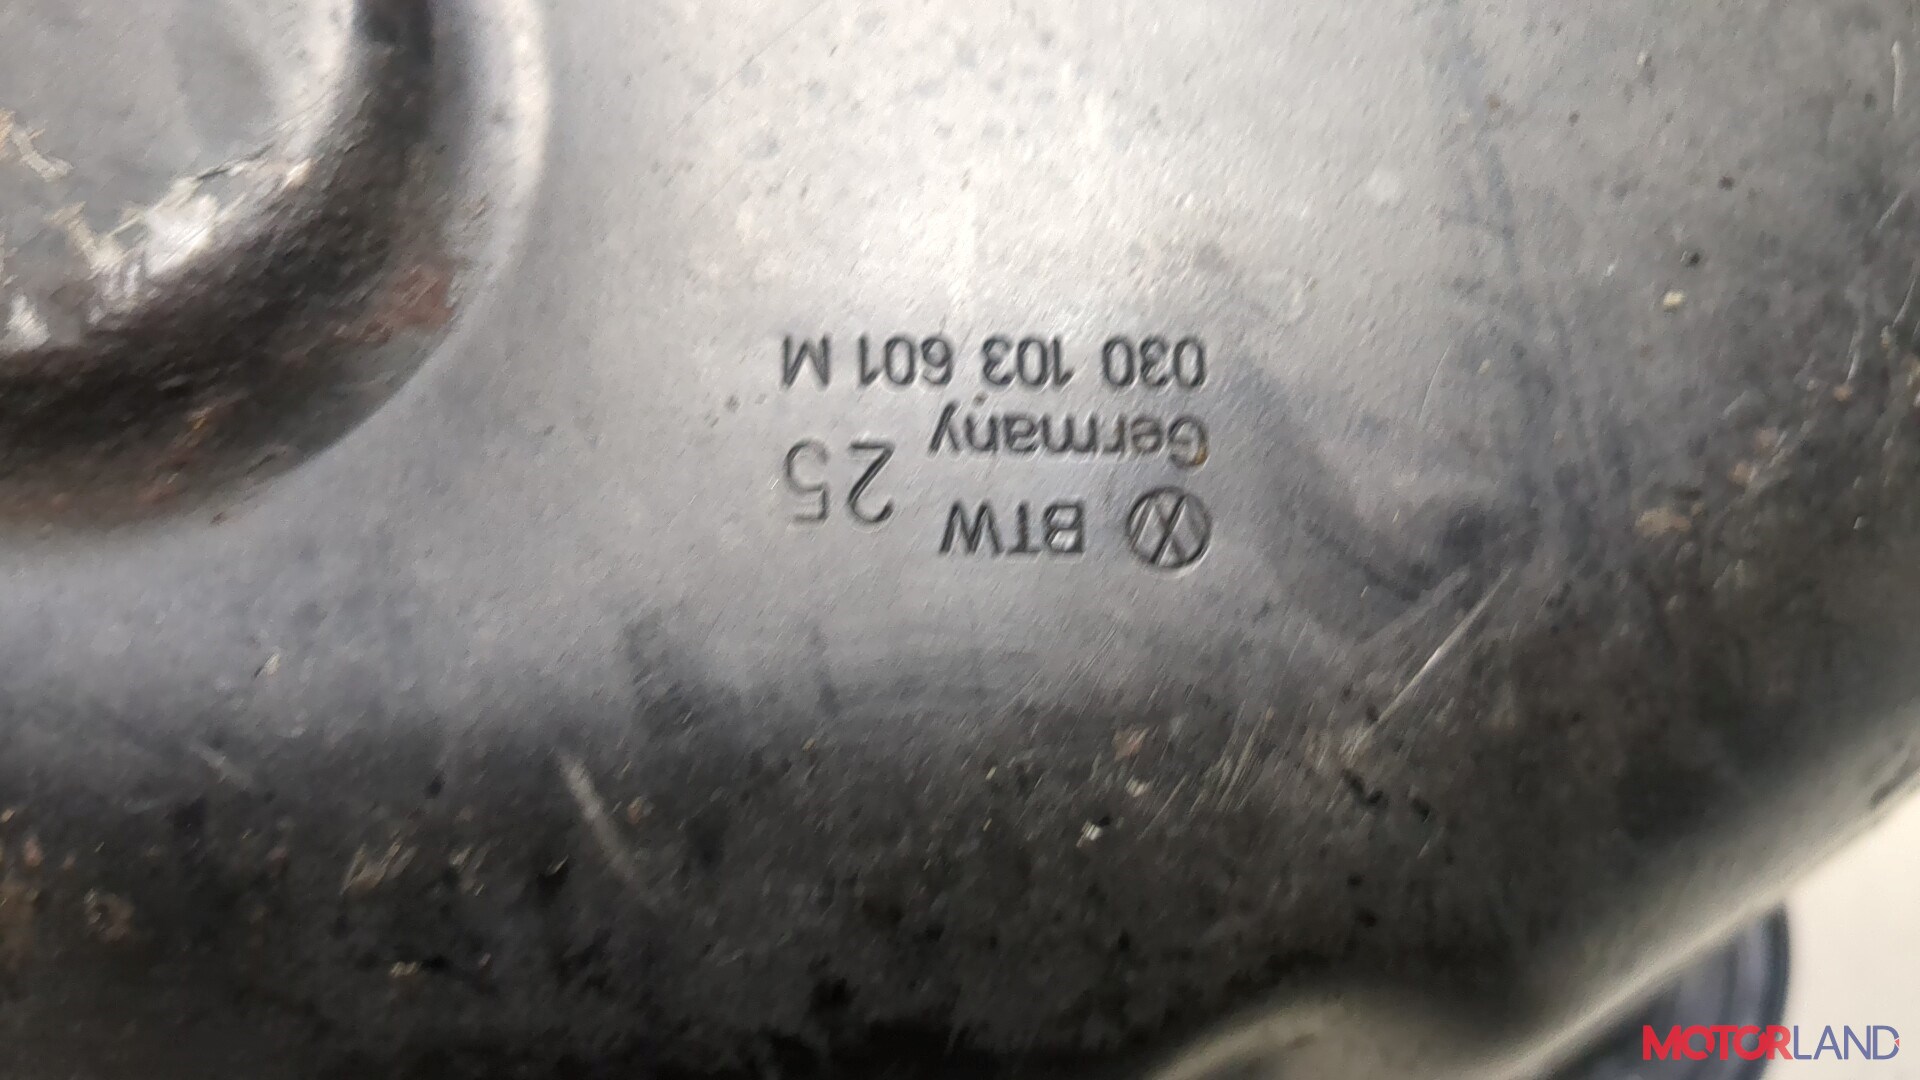 BTW 25
Germany
030 103 601 M
MOTORLAND